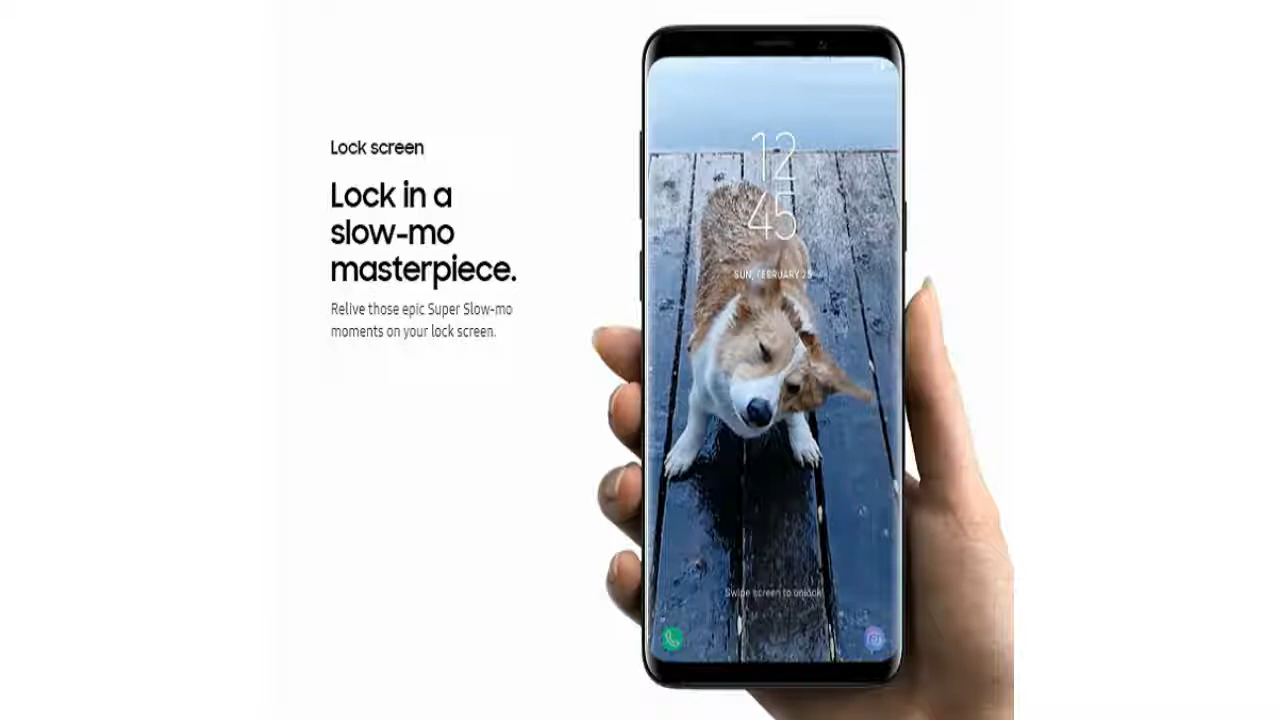 Lock screen
Lock in a
slow-mo
masterpiece.
Relive those epic Super Slow-mo
moments on your lock screen.
12
45
SUN, FEBRUARY 25
Swipe screen to unlock